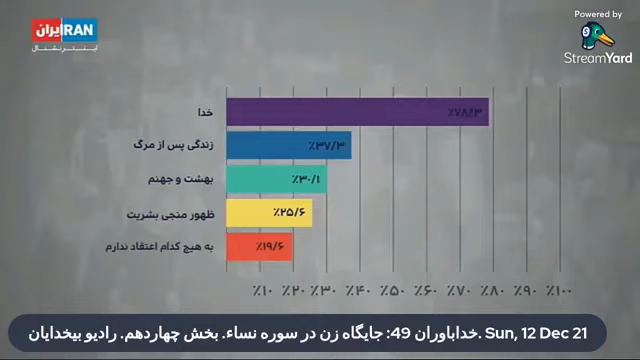 IRAN ایران
اینترنشنال
Powered by
StreamYard
خدا
٪۷۸/۳
زندگی پس از مرگ
٪۳۷/۳
بهشت و جهنم
٪۳۰/۱
ظهور منجی بشریت
٪۲۵/۶
به هیچ کدام اعتقاد ندارم
٪۱۹/۶
٪۱۰ ٪۲۰ ٪۳۰ ٪۴۰ ٪۵۰ ٪۶۰ ٪۷۰ ٪۸۰ ٪۹۰ ٪۱۰۰
Sun, 12 Dec 21 .خداباوران 49: جایگاه زن در سوره نساء. بخش چهاردهم. رادیو بیخدایان